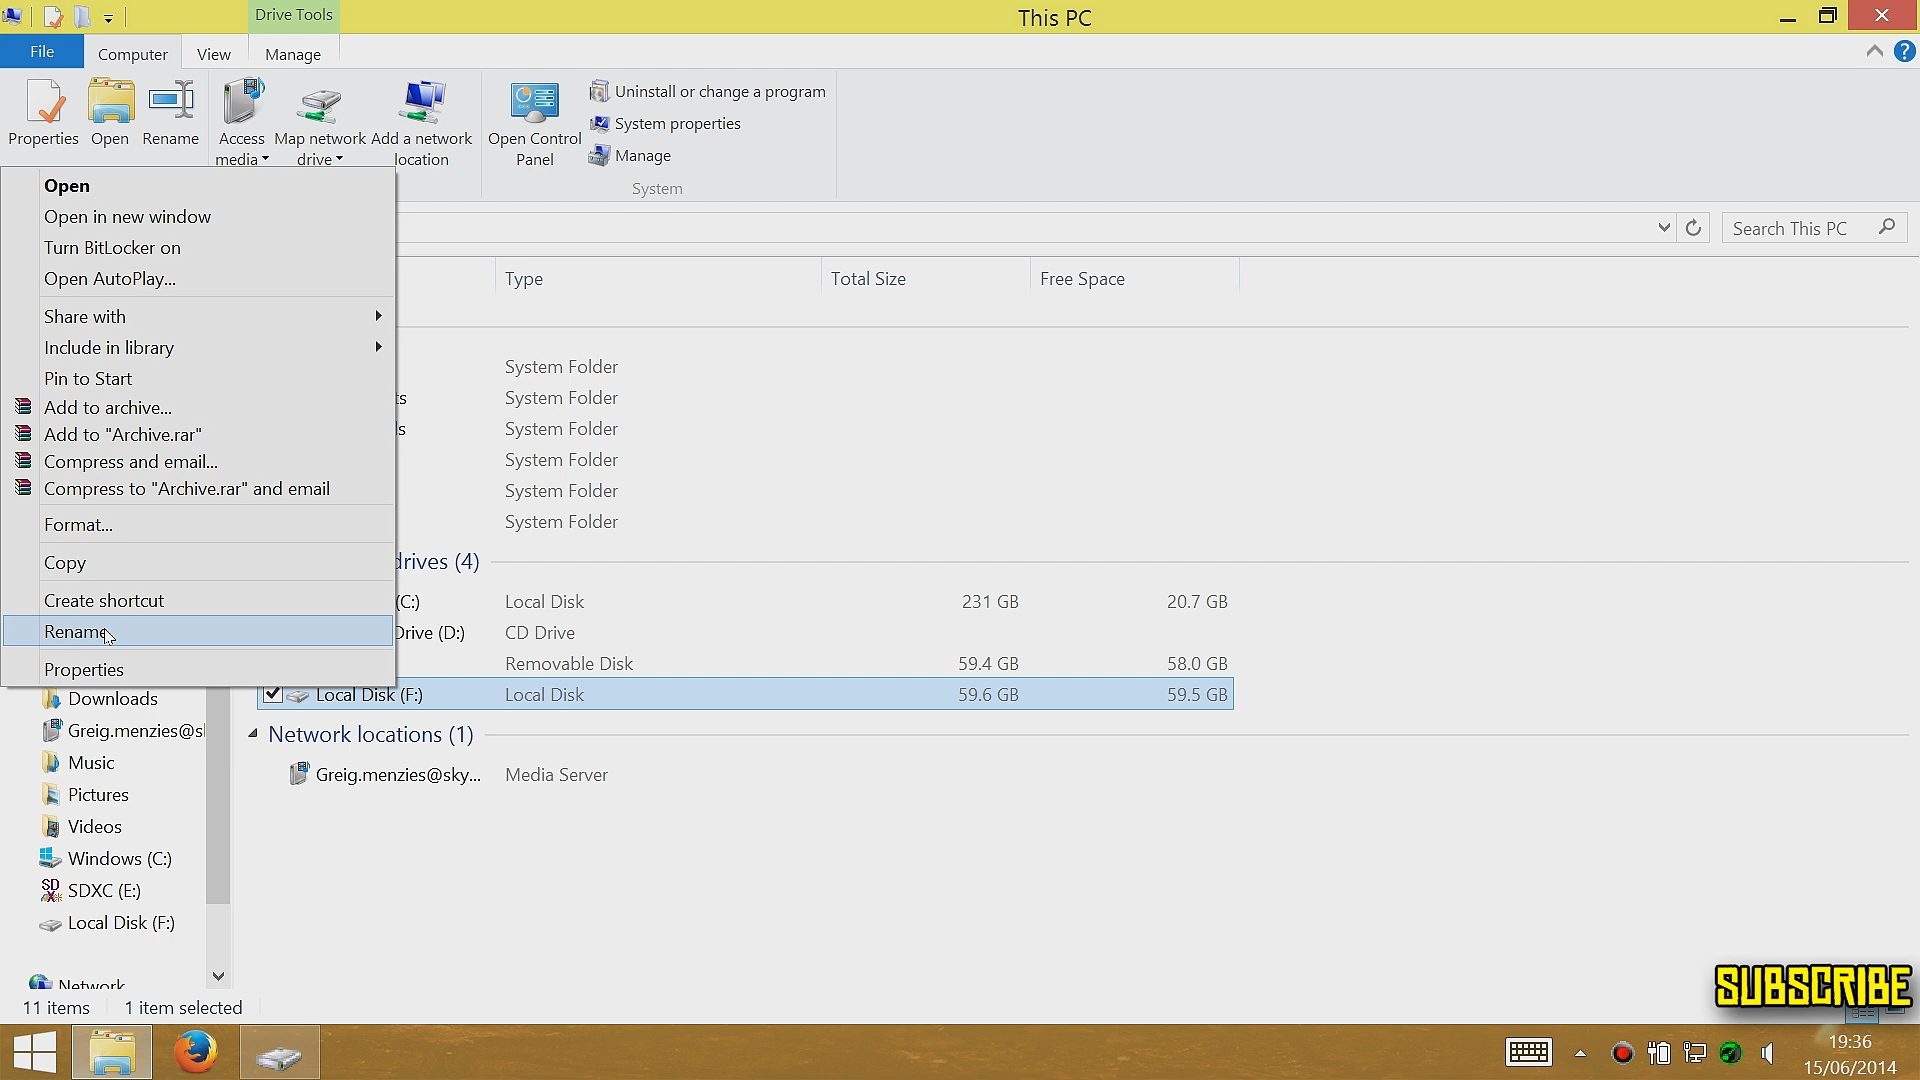 Drive Tools
This PC
File
Computer
View
Manage
Properties
Open
Rename
Access media
Map network drive
Add a network location
Open Control Panel
Uninstall or change a program
System properties
Manage
System
Open
Open in new window
Turn BitLocker on
Open AutoPlay...
Share with
Include in library
Pin to Start
Add to archive...
Add to "Archive.rar"
Compress and email...
Compress to "Archive.rar" and email
Format...
Copy
Create shortcut
Rename
Properties
Search This PC
Type
Total Size
Free Space
System Folder
ts
System Folder
ls
System Folder
System Folder
System Folder
System Folder
drives (4)
(C:)
Local Disk
231 GB
20.7 GB
Drive (D:)
CD Drive
Removable Disk
59.4 GB
58.0 GB
Local Disk (F:)
Local Disk
59.6 GB
59.5 GB
Network locations (1)
Greig.menzies@sky...
Media Server
Downloads
Greig.menzies@sl
Music
Pictures
Videos
Windows (C:)
SD
SDXC (E:)
Local Disk (F:)
Network
11 items
1 item selected
SUBSCRIBE
19:36
15/06/2014